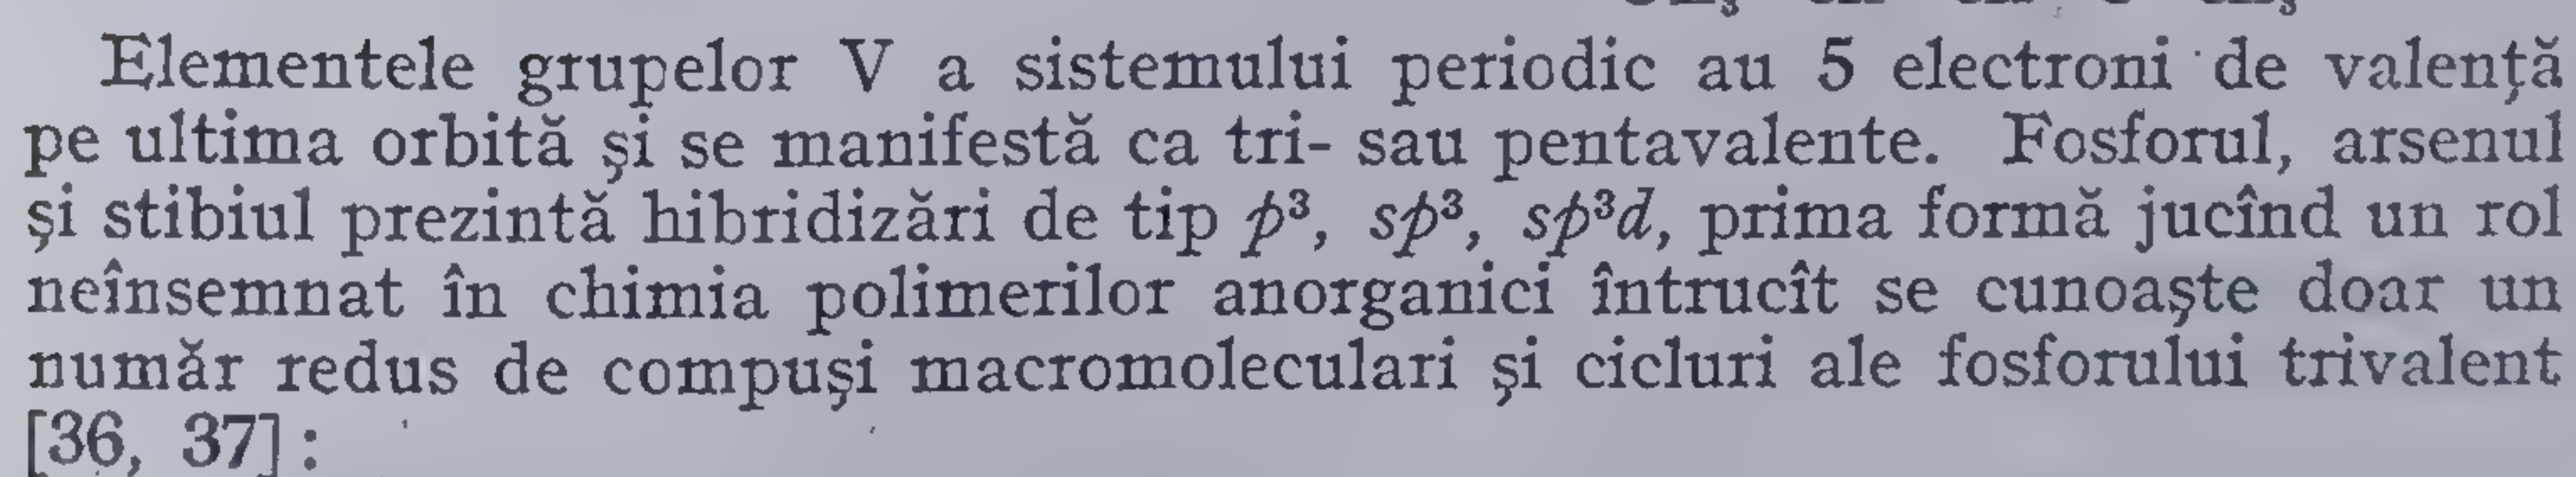 Elementele grupelor V a sistemului periodic au 5 electroni de valență
pe ultima orbită și se manifestă ca tri- sau pentavalente. Fosforul, arsenul
și stibiul prezintă hibridizări de tip p³, sp³, sp³d, prima formă jucînd un rol
neînsemnat în chimia polimerilor anorganici întrucît se cunoaște doar un
număr redus de compuși macromoleculari și cicluri ale fosforului trivalent
[36, 37]: